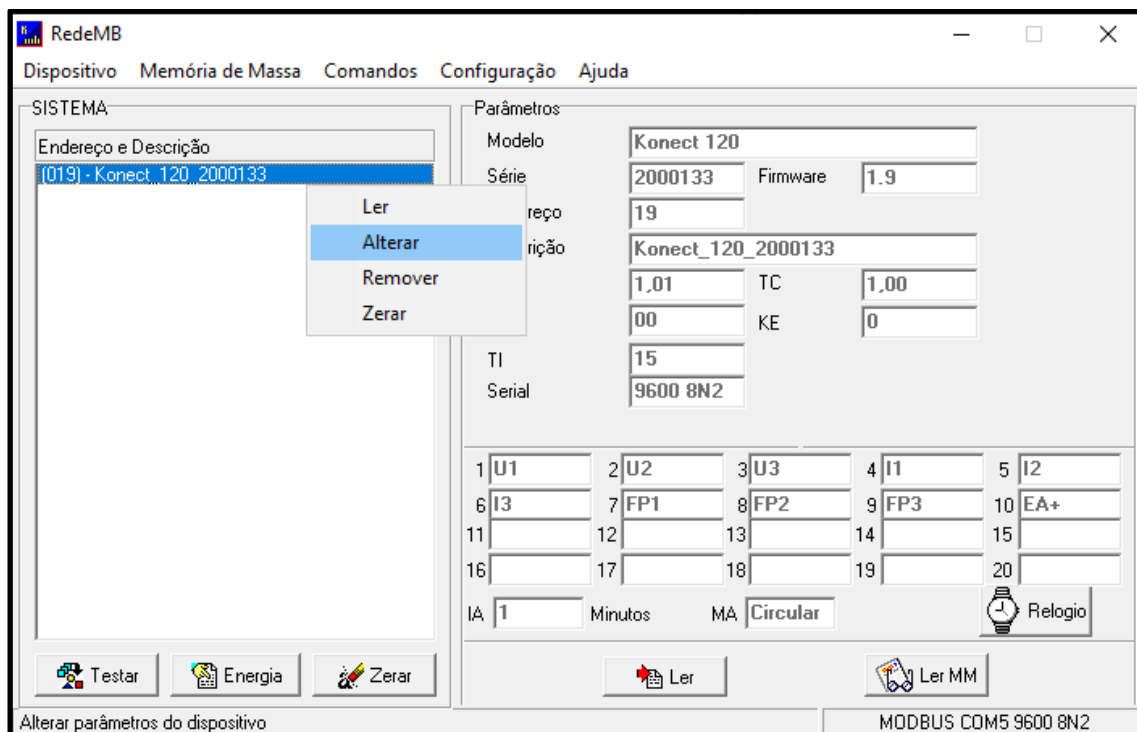 RedeMB
Dispositivo Memória de Massa Comandos Configuração Ajuda
SISTEMA
Endereço e Descrição
(019) - Konect_120_2000133
Ler
Alterar
Remover
Zerar
Testar Energia Zerar
Parâmetros
Modelo Konect 120
Série 2000133 Firmware 1.9
reço 19
rição Konect_120_2000133
1,01 TC 1,00
00 KE 0
TI 15
Serial 9600 8N2
1 U1 2 U2 3 U3 4 I1 5 I2
6 I3 7 FP1 8 FP2 9 FP3 10 EA+
11 12 13 14 15
16 17 18 19 20
IA 1 Minutos MA Circular Relogio
Ler Ler MM
Alterar parâmetros do dispositivo MODBUS COM5 9600 8N2